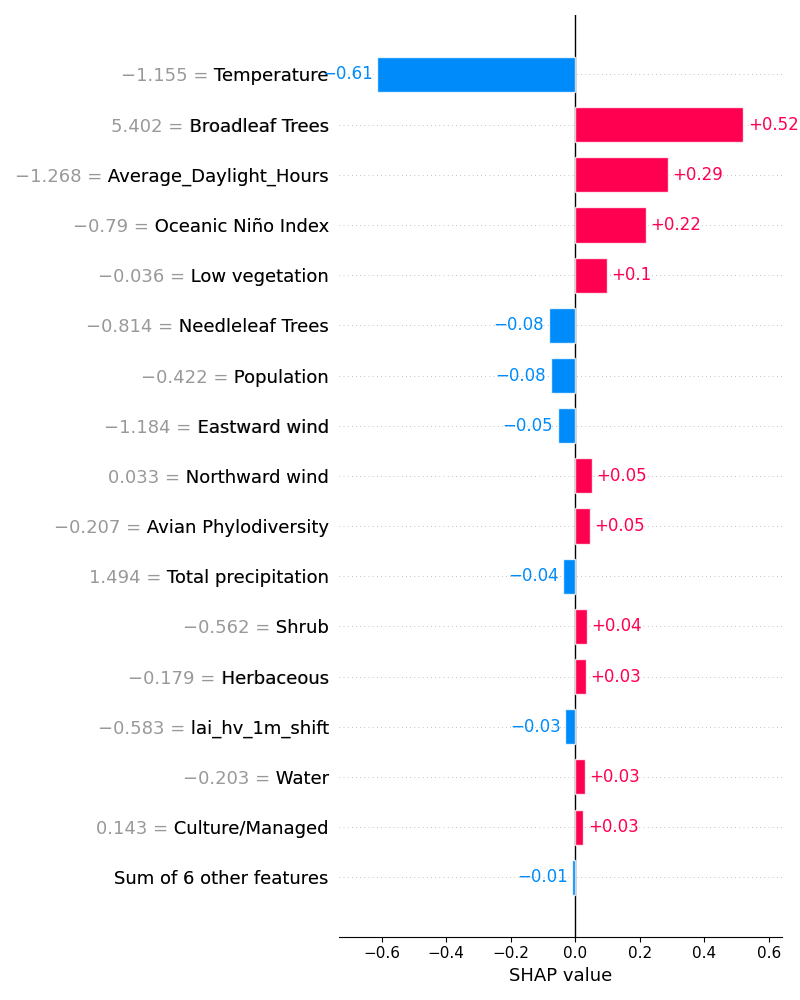 −1.155 = Temperature −0.61
5.402 = Broadleaf Trees +0.52
−1.268 = Average_Daylight_Hours +0.29
−0.79 = Oceanic Niño Index +0.22
−0.036 = Low vegetation +0.1
−0.814 = Needleleaf Trees −0.08
−0.422 = Population −0.08
−1.184 = Eastward wind −0.05
0.033 = Northward wind +0.05
−0.207 = Avian Phylodiversity +0.05
1.494 = Total precipitation −0.04
−0.562 = Shrub +0.04
−0.179 = Herbaceous +0.03
−0.583 = lai_hv_1m_shift −0.03
−0.203 = Water +0.03
0.143 = Culture/Managed +0.03
Sum of 6 other features −0.01
−0.6 −0.4 −0.2 0.0 0.2 0.4 0.6
SHAP value